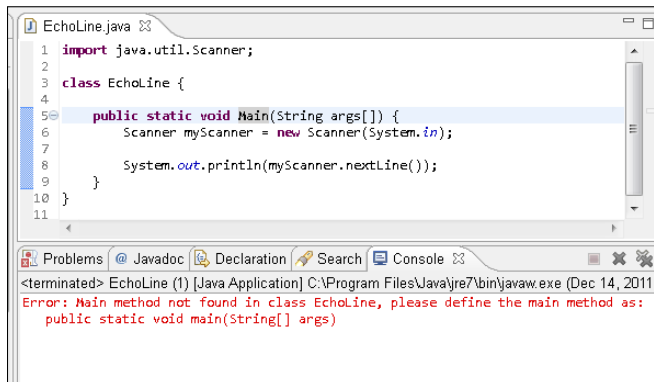 EchoLine.java
1 import java.util.Scanner;
2
3 class EchoLine {
4
5 public static void Main(String args[]) {
6 Scanner myScanner = new Scanner(System.in);
7
8 System.out.println(myScanner.nextLine());
9 }
10 }
11
Problems @ Javadoc Declaration Search Console
<terminated> EchoLine (1) [Java Application] C:\Program Files\Java\jre7\bin\javaw.exe (Dec 14, 2011
Error: Main method not found in class EchoLine, please define the main method as:
public static void main(String[] args)